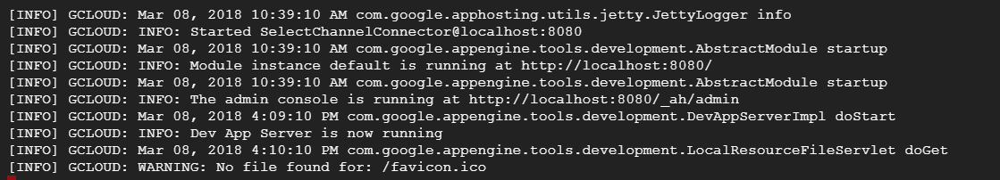 [INFO] GCLOUD: Mar 08, 2018 10:39:10 AM com.google.apphosting.utils.jetty.JettyLogger info
[INFO] GCLOUD: INFO: Started SelectChannelConnector@localhost:8080
[INFO] GCLOUD: Mar 08, 2018 10:39:10 AM com.google.appengine.tools.development.AbstractModule startup
[INFO] GCLOUD: INFO: Module instance default is running at http://localhost:8080/
[INFO] GCLOUD: Mar 08, 2018 10:39:10 AM com.google.appengine.tools.development.AbstractModule startup
[INFO] GCLOUD: INFO: The admin console is running at http://localhost:8080/_ah/admin
[INFO] GCLOUD: Mar 08, 2018 4:09:10 PM com.google.appengine.tools.development.DevAppServerImpl doStart
[INFO] GCLOUD: INFO: Dev App Server is now running
[INFO] GCLOUD: Mar 08, 2018 4:10:10 PM com.google.appengine.tools.development.LocalResourceFileServlet doGet
[INFO] GCLOUD: WARNING: No file found for: /favicon.ico